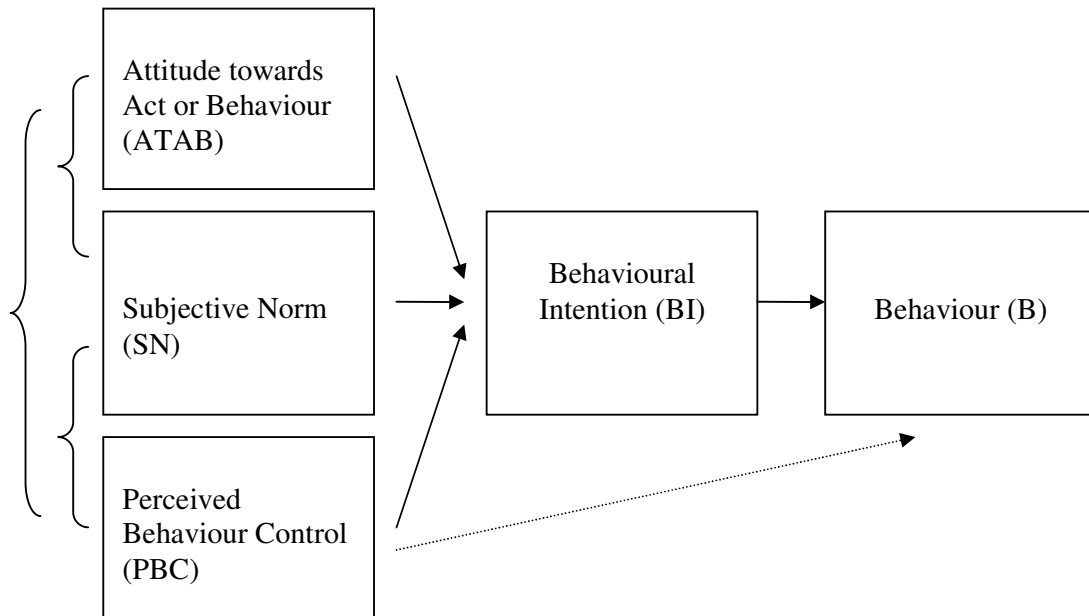 Attitude towards
Act or Behaviour
(ATAB)
Subjective Norm
(SN)
Perceived
Behaviour Control
(PBC)
Behavioural
Intention (BI)
Behaviour (B)